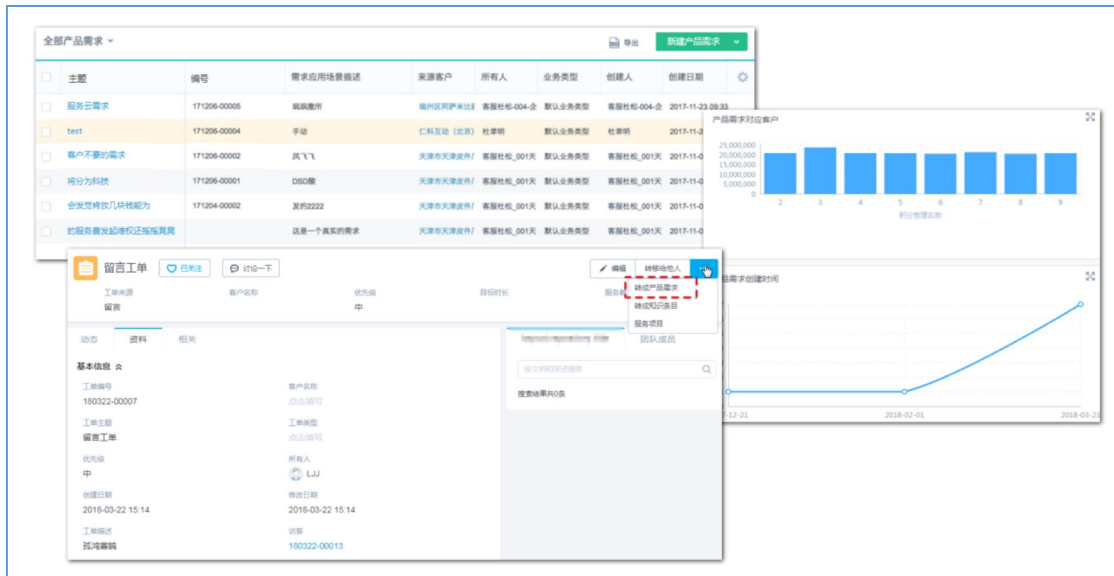 全部产品需求
导出 新建产品需求
主题 编号 需求应用场景描述 来源客户 所有人 业务类型 创建人 创建日期
服务云需求 171206-00005 客服社松-004-企 默认业务类型 客服社松-004-企 2017-11-23 09:33
test 171206-00004 手动 仁科互动（北京） 杜章明 默认业务类型 杜章明 2017-11-2
客户不要的需求 171206-00002 风飞飞 天津市天津皮件厂 客服社松_001天 默认业务类型 客服社松_001天 2017-11-0
将分为科技 171206-00001 DSD酸 天津市天津皮件厂 客服社松_001天 默认业务类型 客服社松_001天 2017-11-0
会发觉姆放几块钱能为 171204-00002 发的2222 天津市天津皮件厂 客服社松_001天 默认业务类型 客服社松_001天 2017-11-0
这是一个真实的需求 天津市天津皮件厂 客服社松_001天 默认业务类型 客服社松_001天 2017-11-0
产品需求对应客户
25,000,000
20,000,000
15,000,000
10,000,000
5,000,000
0
2 3 4 5 6 7 8 9
积分管理名称
品需求创建时间
-12-21 2018-02-01 2018-03-23
留言工单 已关注 讨论一下
编辑 转移给他人
转成产品需求
转成知识条目
服务项目
工单来源 客户名称 优先级 目标时长
留言 中
动态 资料 相关
团队成员
基本信息
搜索结果共0条
工单编号 客户名称
180322-00007 点击填写
工单主题 工单类型
留言工单 点击填写
优先级 所有人
中 LJJ
创建日期 修改日期
2018-03-22 15:14 2018-03-22 15:14
工单描述 访客
孤鸿寡鹄 180322-00013